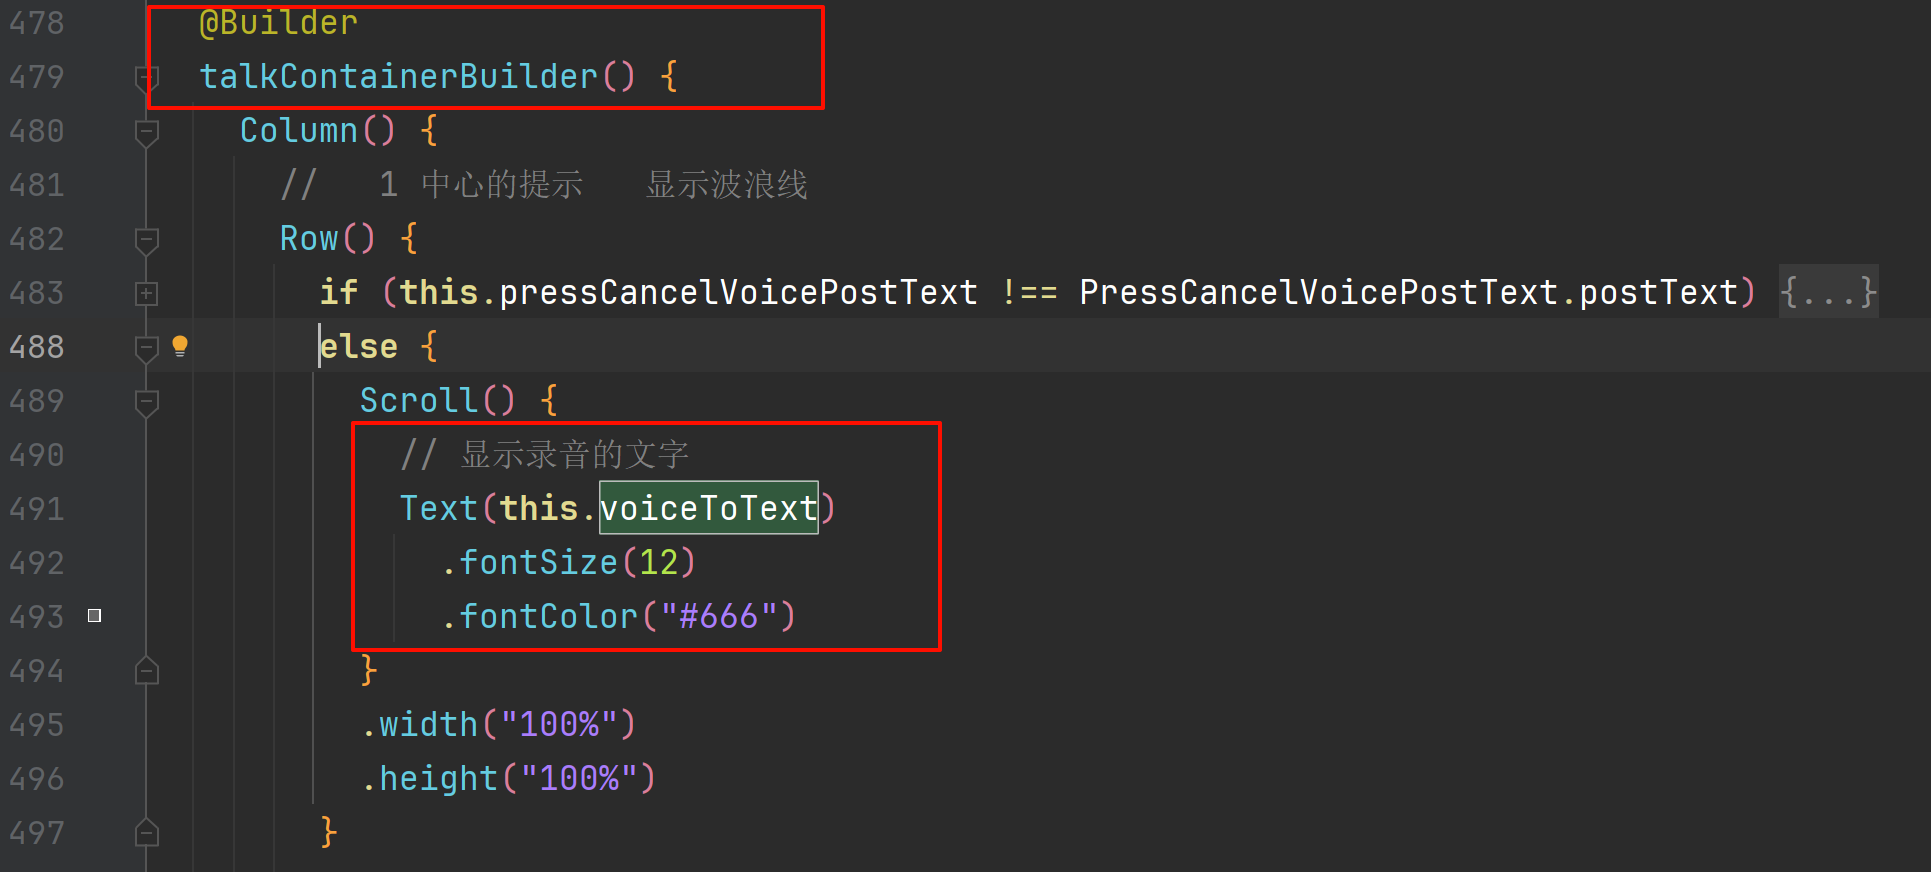 478 @Builder
479 talkContainerBuilder() {
480 Column() {
481 // 1 中心的提示 显示波浪线
482 Row() {
483 if (this.pressCancelVoicePostText !== PressCancelVoicePostText.postText) {...}
488 else {
489 Scroll() {
490 // 显示录音的文字
491 Text(this.voiceToText)
492 .fontSize(12)
493 .fontColor("#666")
494 }
495 .width("100%")
496 .height("100%")
497 }